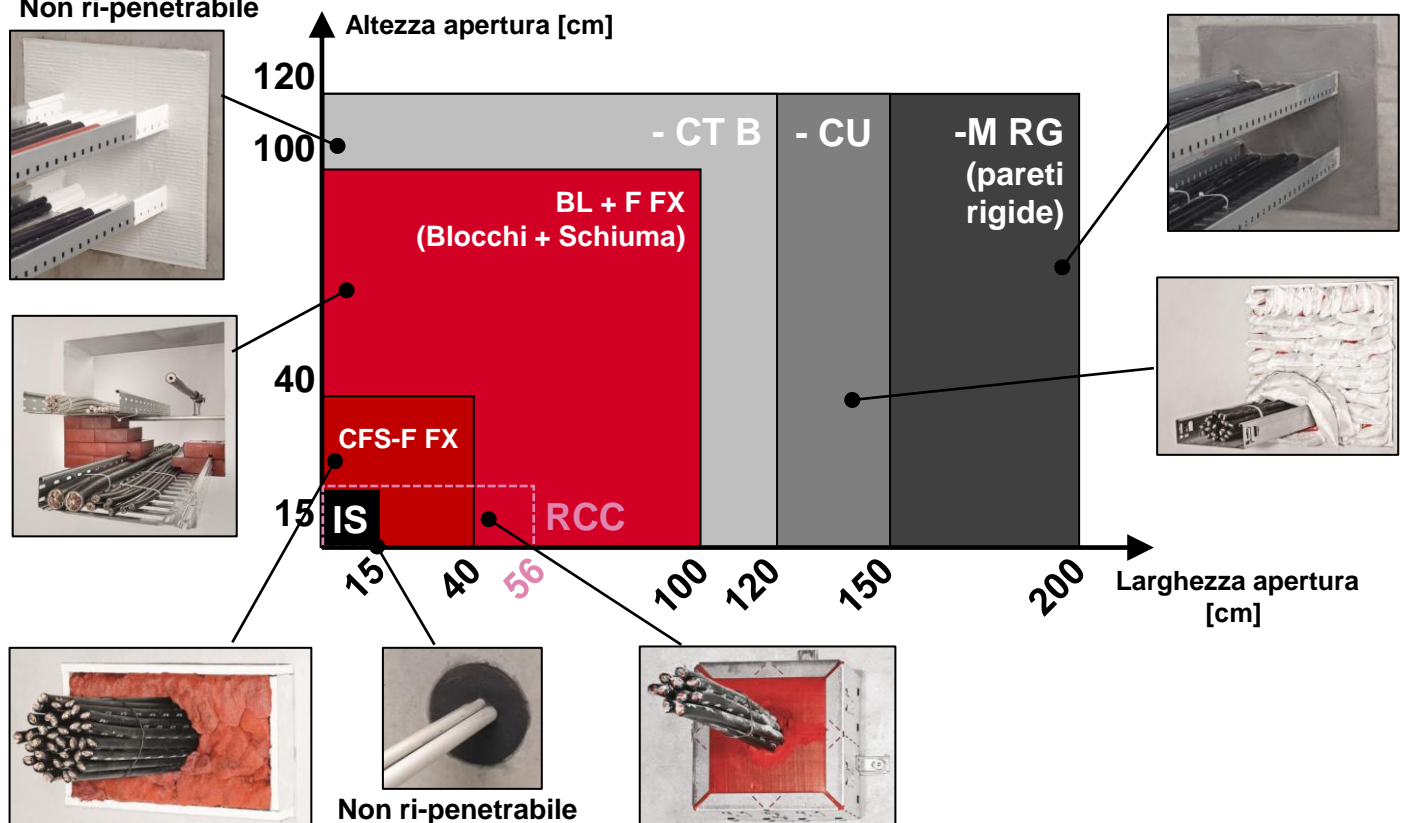 Non ri-penetrabile
Altezza apertura [cm]
120
100
40
15
- CT B
- CU
-M RG
(pareti
rigide)
BL + F FX
(Blocchi + Schiuma)
CFS-F FX
IS
RCC
15
40
56
100
120
150
200
Larghezza apertura
[cm]
Non ri-penetrabile